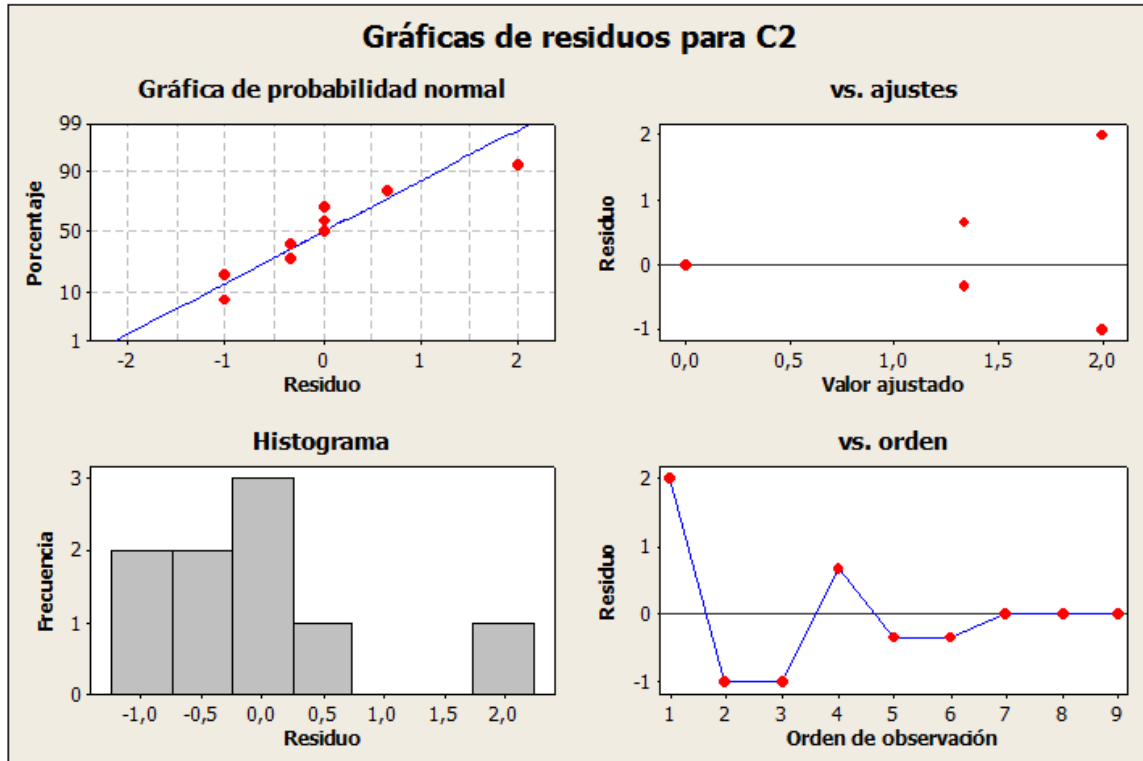 Gráficas de residuos para C2
Gráfica de probabilidad normal
99
90
50
10
1
Porcentaje
-2 -1 0 1 2
Residuo
vs. ajustes
2
1
0
-1
Residuo
0,0 0,5 1,0 1,5 2,0
Valor ajustado
Histograma
3
2
1
0
Frecuencia
-1,0 -0,5 0,0 0,5 1,0 2,0
Residuo
vs. orden
2
1
0
-1
Residuo
1 2 3 4 5 6 7 8 9
Orden de observación